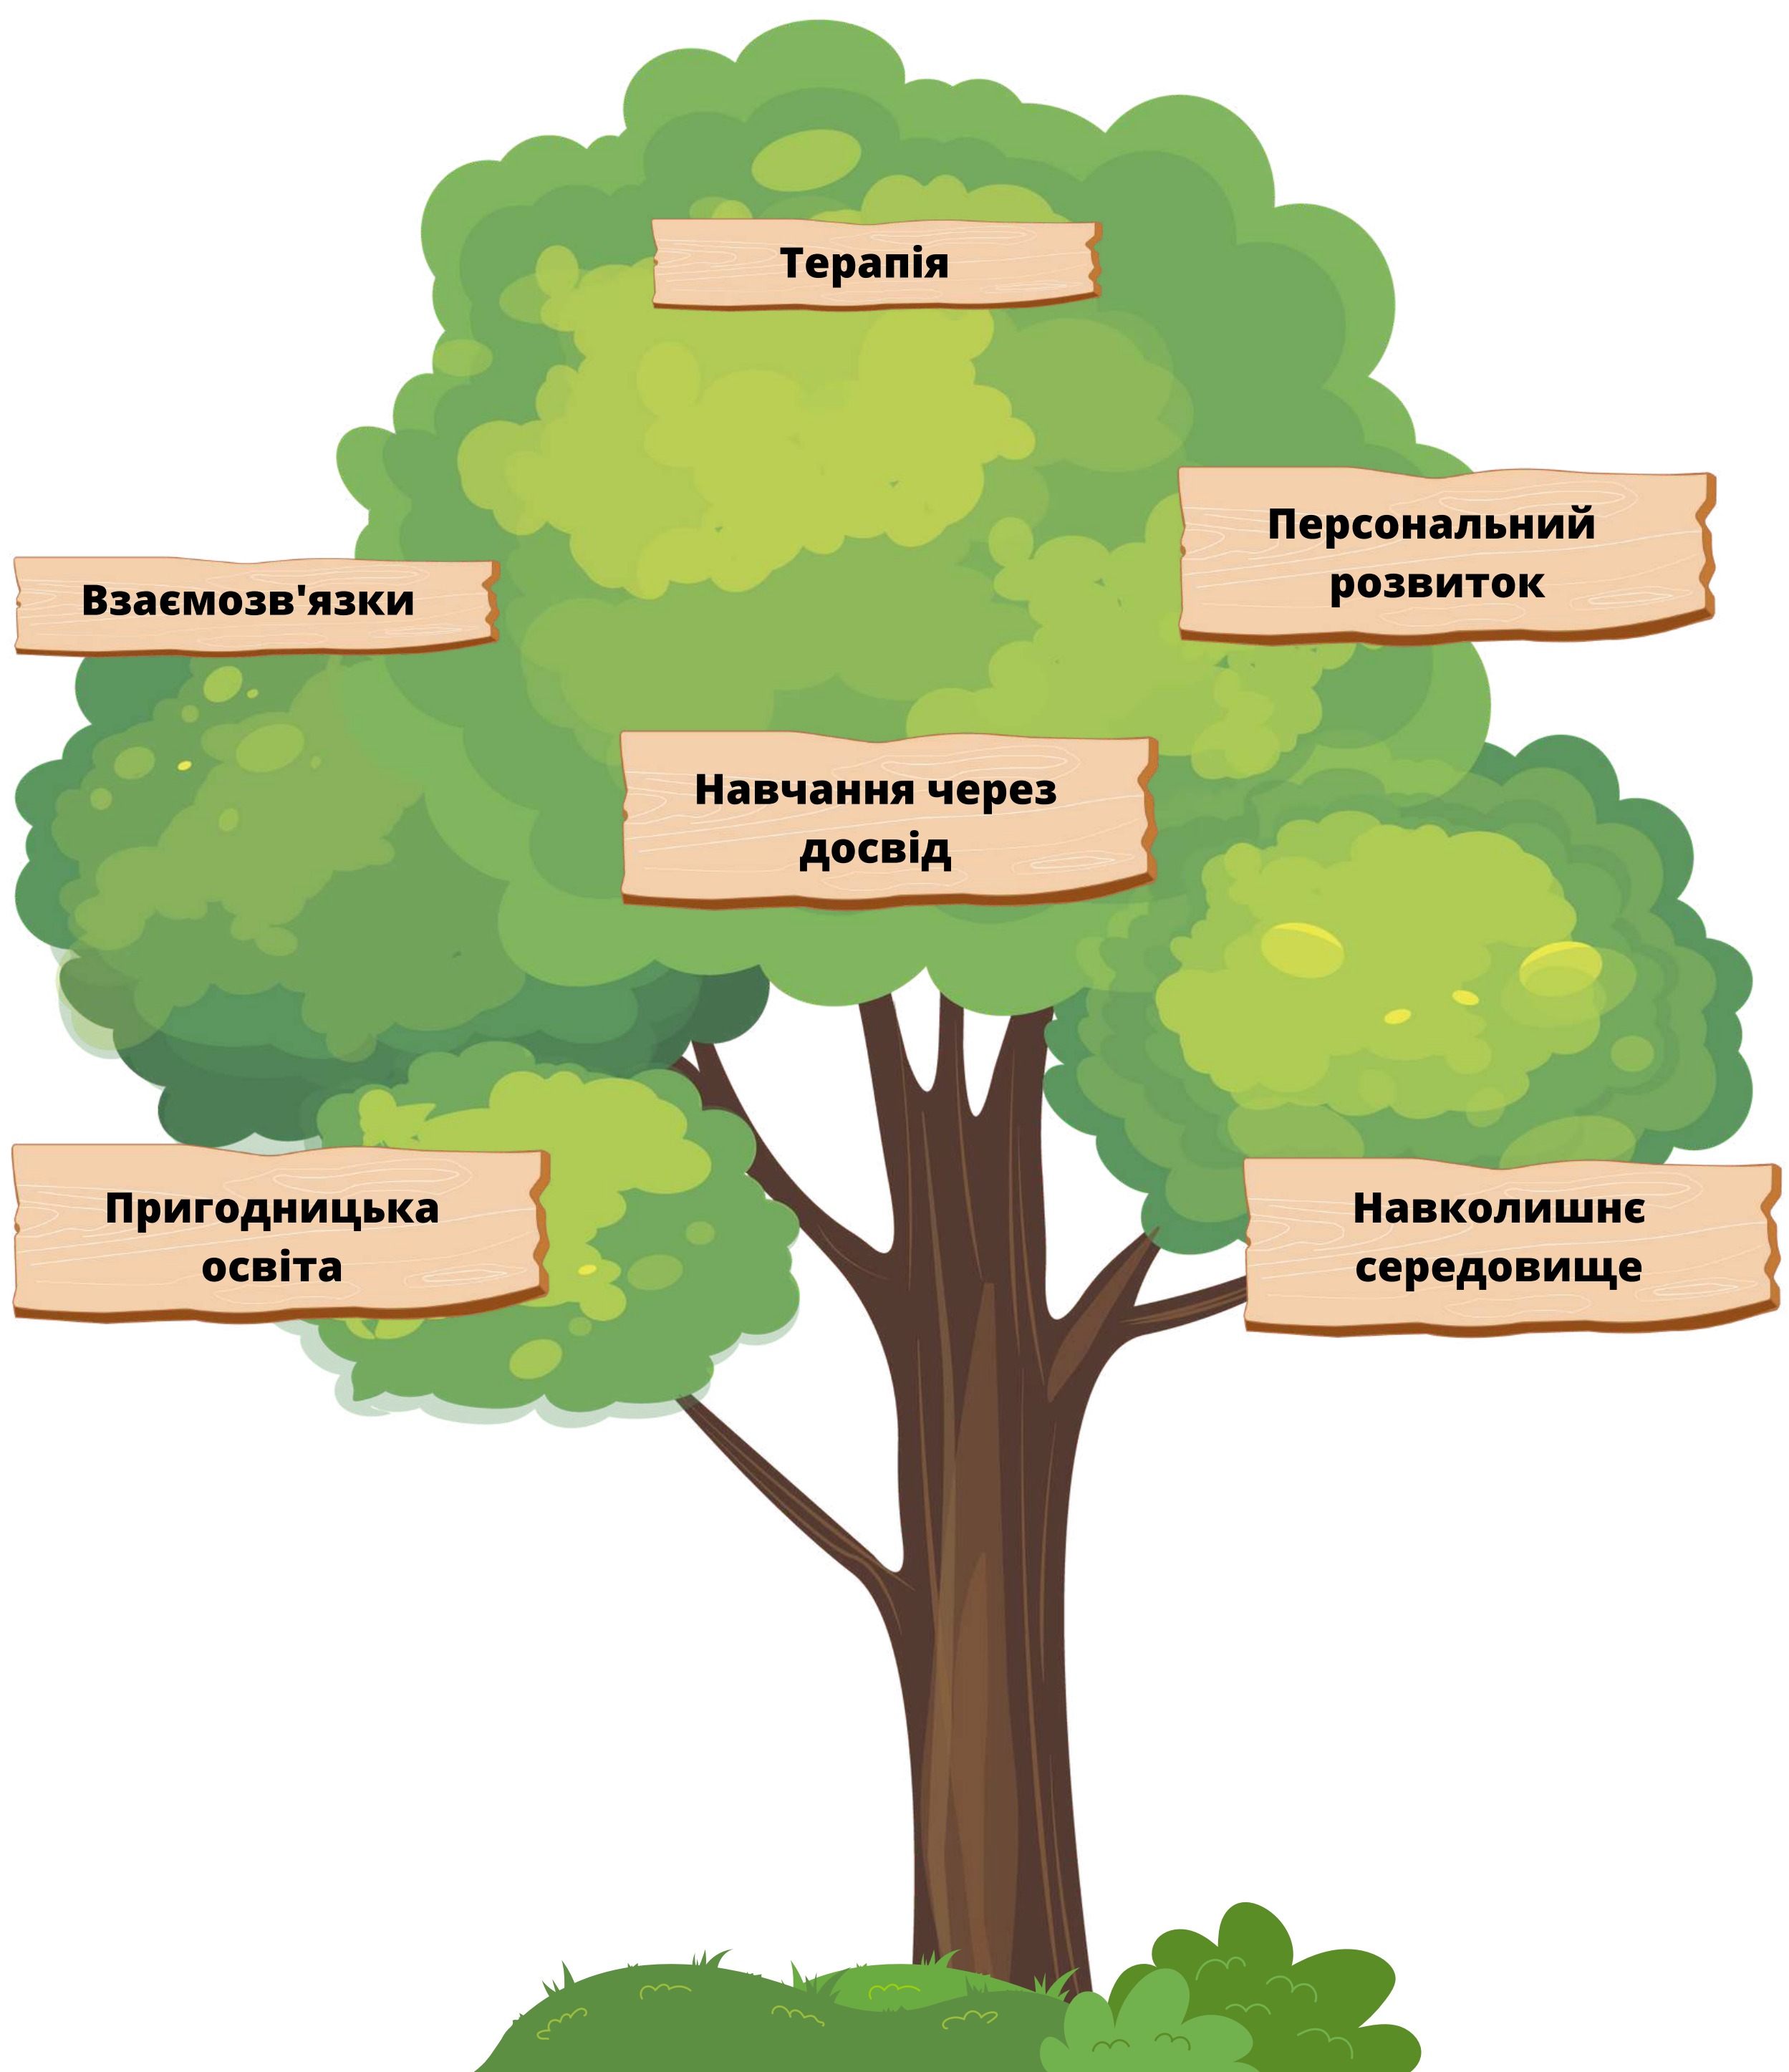 Терапія
Персональний
розвиток
Взаємозв'язки
Навчання через
досвід
Пригодницька
освіта
Навколишнє
середовище